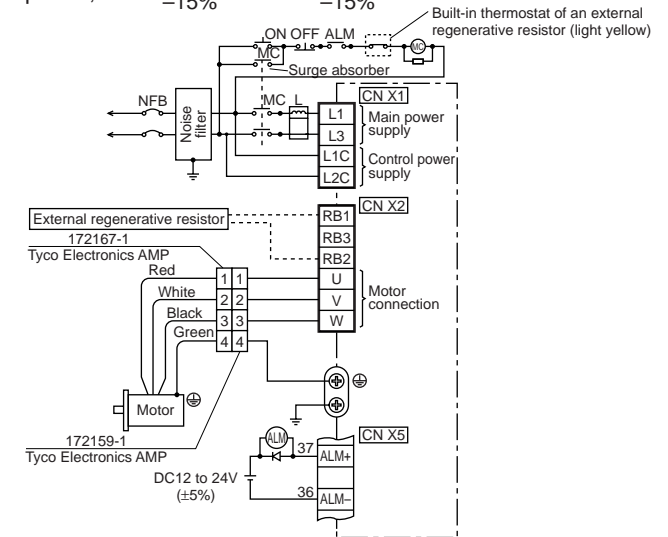 −15%
−15%
Built-in thermostat of an external
regenerative resistor (light yellow)
ON OFF ALM
MC
MC
Surge absorber
CN X1
NFB
Noise
filter
MC
L
L1
L3
Main power
supply
L1C
L2C
Control power
supply
CN X2
External regenerative resistor
RB1
RB3
RB2
172167-1
Tyco Electronics AMP
Red
1 1
U
White
2 2
V
Black
3 3
W
Green
4 4
Motor
connection
Motor
172159-1
Tyco Electronics AMP
CN X5
ALM
37
ALM+
DC12 to 24V
(±5%)
36
ALM−